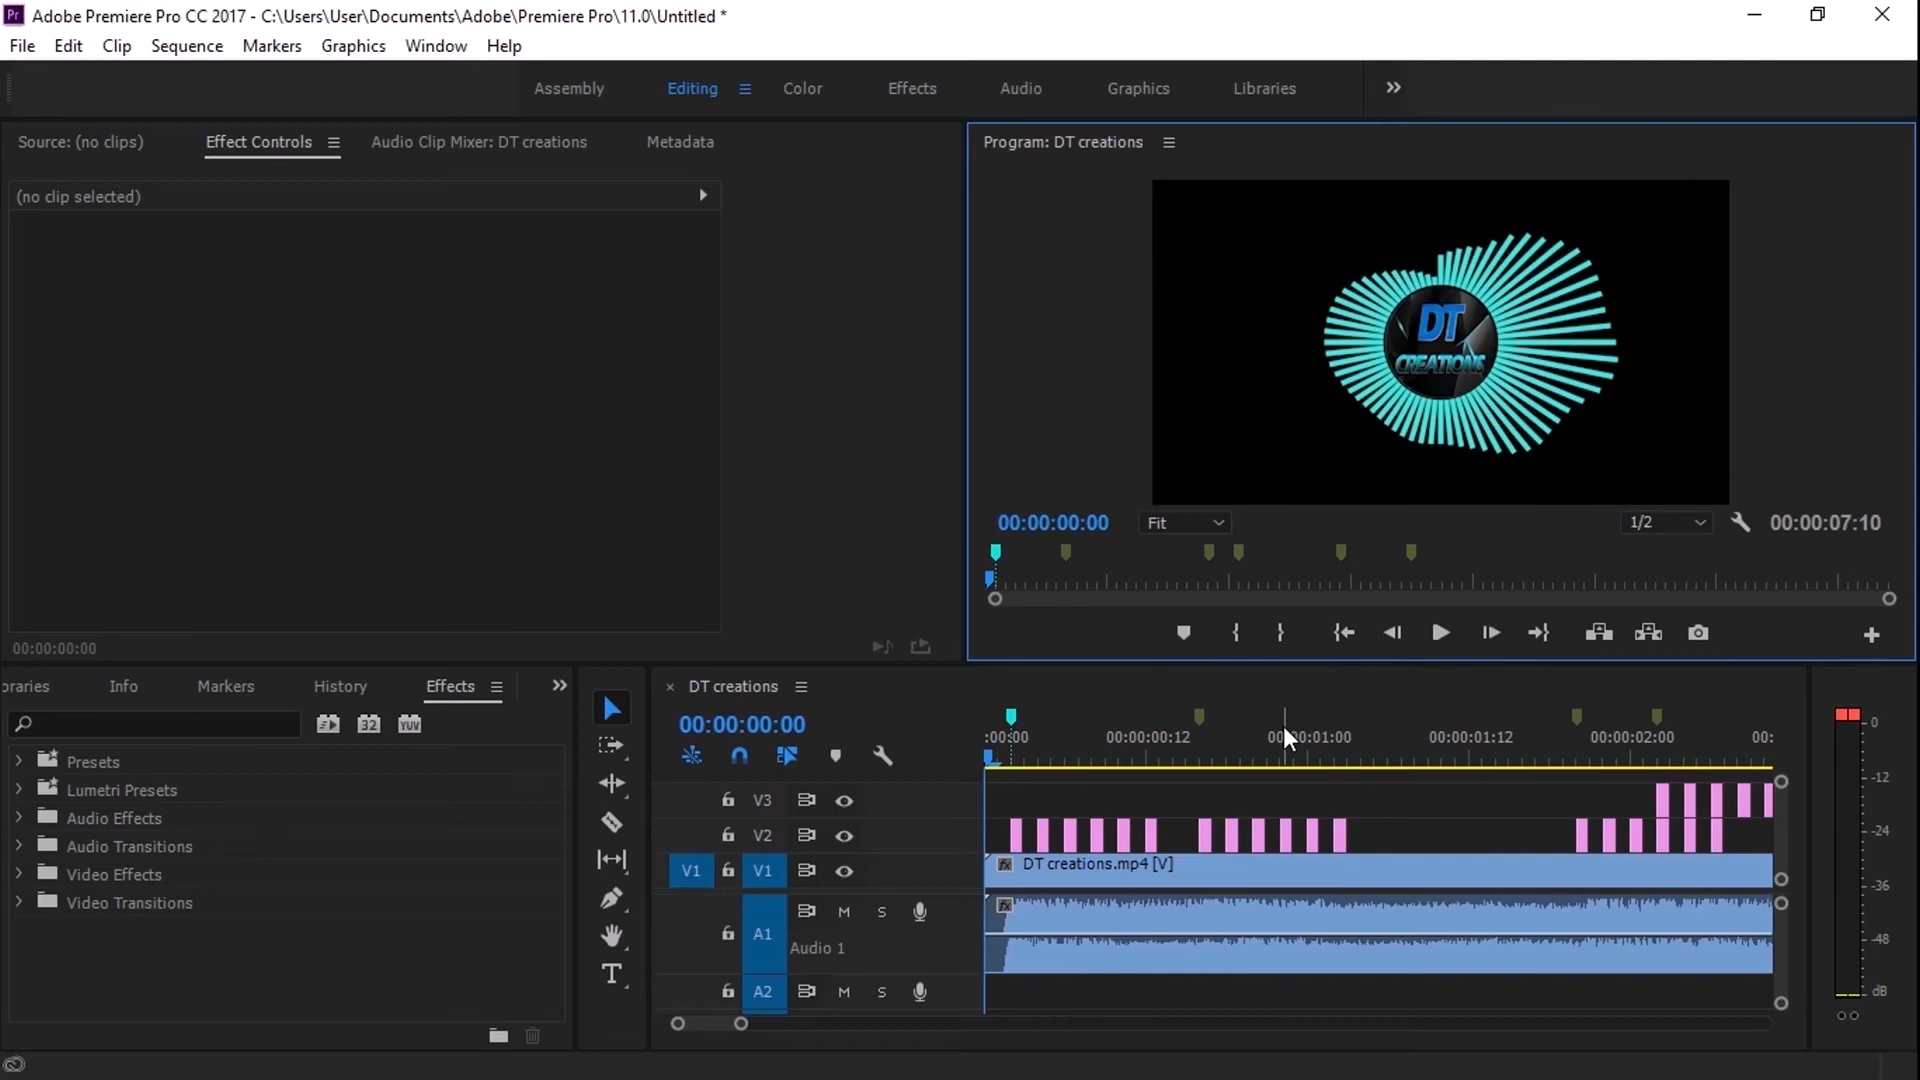 Adobe Premiere Pro CC 2017 - C:\Users\User\Documents\Adobe\Premiere Pro\11.0\Untitled *
File Edit Clip Sequence Markers Graphics Window Help
Assembly Editing Color Effects Audio Graphics Libraries
Source: (no clips) Effect Controls Audio Clip Mixer: DT creations Metadata
(no clip selected)
00:00:00:00
Program: DT creations
DT
CREATIONS
00:00:00:00 Fit 1/2 00:00:07:10
braries Info Markers History Effects
32 YUV
Presets
Lumetri Presets
Audio Effects
Audio Transitions
Video Effects
Video Transitions
DT creations
00:00:00:00
:00:00 00:00:00:12 00:00:01:00 00:00:01:12 00:00:02:00 00:
V3
V2
V1 V1 fx DT creations.mp4 [V]
A1 M S fx
Audio 1
A2 M S
0
-12
-24
-36
-48
dB